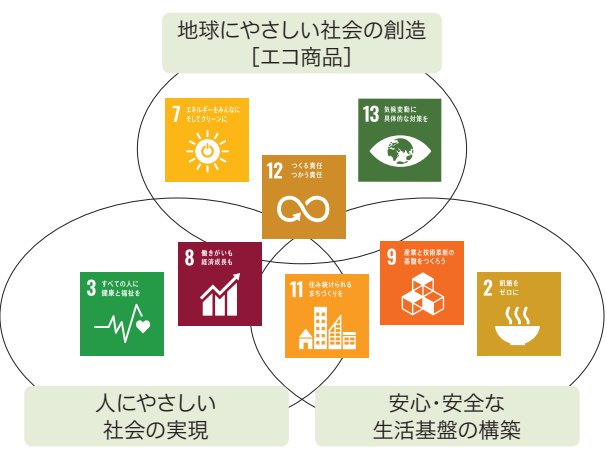 地球にやさしい社会の創造
［エコ商品］
7 エネルギーをみんなに
そしてクリーンに
13 気候変動に
具体的な対策を
12 つくる責任
つかう責任
8 働きがいも
経済成長も
9 産業と技術革新の
基盤をつくろう
3 すべての人に
健康と福祉を
11 住み続けられる
まちづくりを
2 飢餓を
ゼロに
人にやさしい
社会の実現
安心・安全な
生活基盤の構築